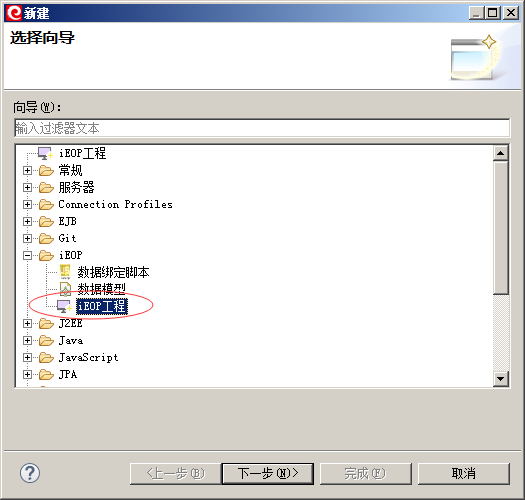 新建
选择向导
向导(W):
输入过滤器文本
iEOP工程
常规
服务器
Connection Profiles
EJB
Git
iEOP
数据绑定脚本
数据模型
iEOP工程
J2EE
Java
JavaScript
JPA
<上一步(B)
下一步(N)>
完成(F)
取消